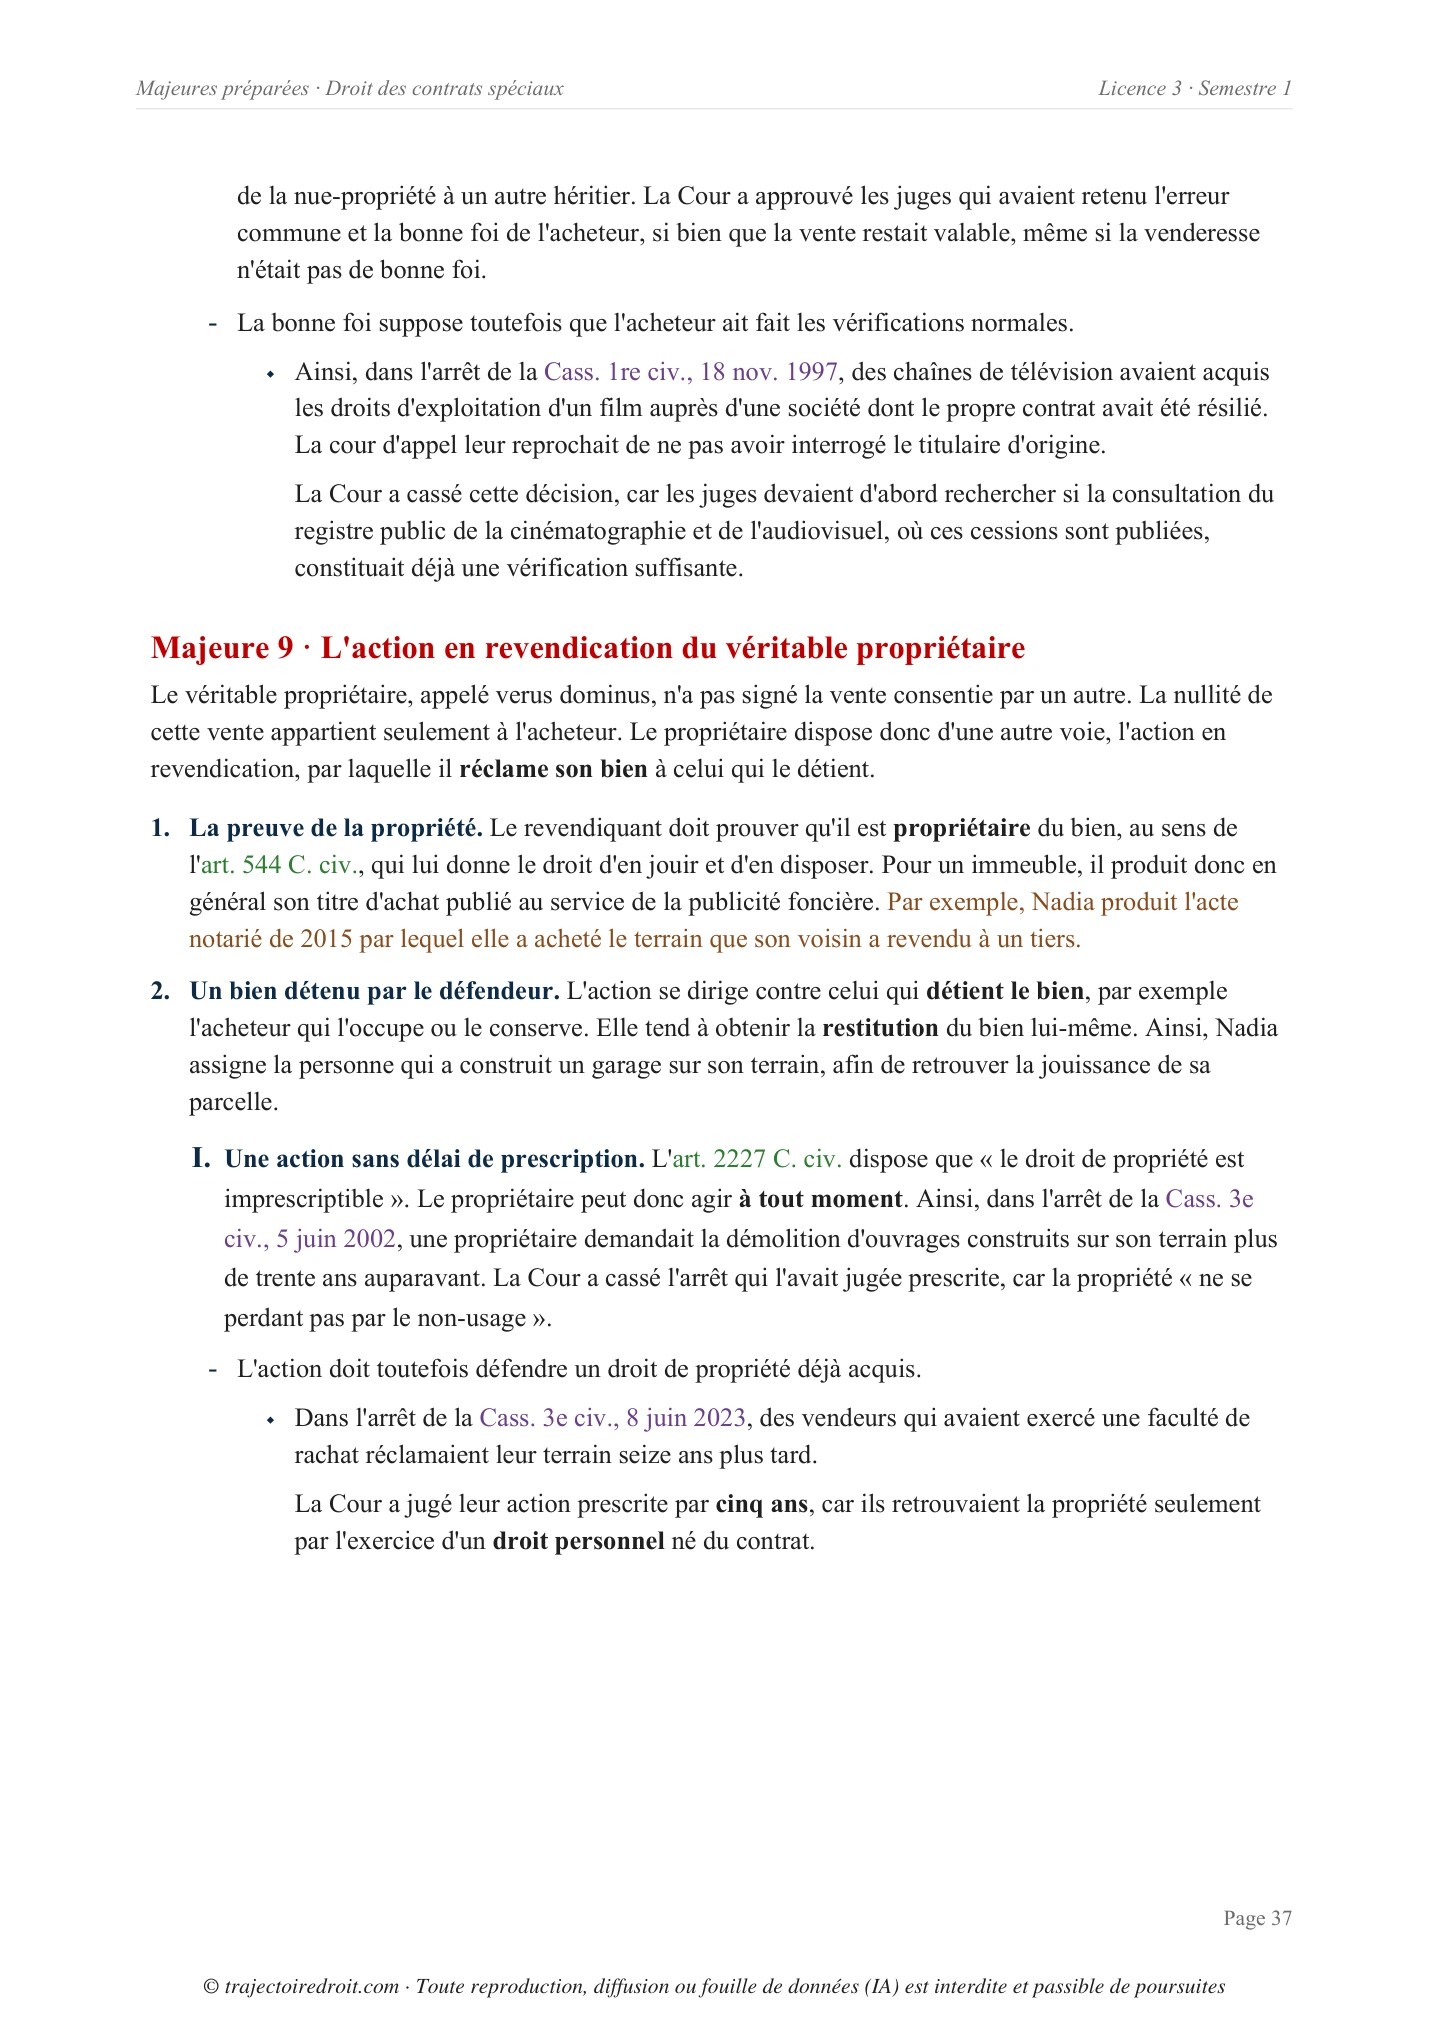 Majeures préparées · Droit des contrats spéciaux
Licence 3 · Semestre 1
de la nue-propriété à un autre héritier. La Cour a approuvé les juges qui avaient retenu l'erreur
commune et la bonne foi de l'acheteur, si bien que la vente restait valable, même si la venderesse
n'était pas de bonne foi.
- La bonne foi suppose toutefois que l'acheteur ait fait les vérifications normales.
⬩ Ainsi, dans l'arrêt de la Cass. 1re civ., 18 nov. 1997, des chaînes de télévision avaient acquis
les droits d'exploitation d'un film auprès d'une société dont le propre contrat avait été résilié.
La cour d'appel leur reprochait de ne pas avoir interrogé le titulaire d'origine.
La Cour a cassé cette décision, car les juges devaient d'abord rechercher si la consultation du
registre public de la cinématographie et de l'audiovisuel, où ces cessions sont publiées,
constituait déjà une vérification suffisante.
Majeure 9 · L'action en revendication du véritable propriétaire
Le véritable propriétaire, appelé verus dominus, n'a pas signé la vente consentie par un autre. La nullité de
cette vente appartient seulement à l'acheteur. Le propriétaire dispose donc d'une autre voie, l'action en
revendication, par laquelle il réclame son bien à celui qui le détient.
1. La preuve de la propriété. Le revendiquant doit prouver qu'il est propriétaire du bien, au sens de
l'art. 544 C. civ., qui lui donne le droit d'en jouir et d'en disposer. Pour un immeuble, il produit donc en
général son titre d'achat publié au service de la publicité foncière. Par exemple, Nadia produit l'acte
notarié de 2015 par lequel elle a acheté le terrain que son voisin a revendu à un tiers.
2. Un bien détenu par le défendeur. L'action se dirige contre celui qui détient le bien, par exemple
l'acheteur qui l'occupe ou le conserve. Elle tend à obtenir la restitution du bien lui-même. Ainsi, Nadia
assigne la personne qui a construit un garage sur son terrain, afin de retrouver la jouissance de sa
parcelle.
I. Une action sans délai de prescription. L'art. 2227 C. civ. dispose que « le droit de propriété est
imprescriptible ». Le propriétaire peut donc agir à tout moment. Ainsi, dans l'arrêt de la Cass. 3e
civ., 5 juin 2002, une propriétaire demandait la démolition d'ouvrages construits sur son terrain plus
de trente ans auparavant. La Cour a cassé l'arrêt qui l'avait jugée prescrite, car la propriété « ne se
perdant pas par le non-usage ».
- L'action doit toutefois défendre un droit de propriété déjà acquis.
⬩ Dans l'arrêt de la Cass. 3e civ., 8 juin 2023, des vendeurs qui avaient exercé une faculté de
rachat réclamaient leur terrain seize ans plus tard.
La Cour a jugé leur action prescrite par cinq ans, car ils retrouvaient la propriété seulement
par l'exercice d'un droit personnel né du contrat.
Page 37
© trajectoiredroit.com · Toute reproduction, diffusion ou fouille de données (IA) est interdite et passible de poursuites